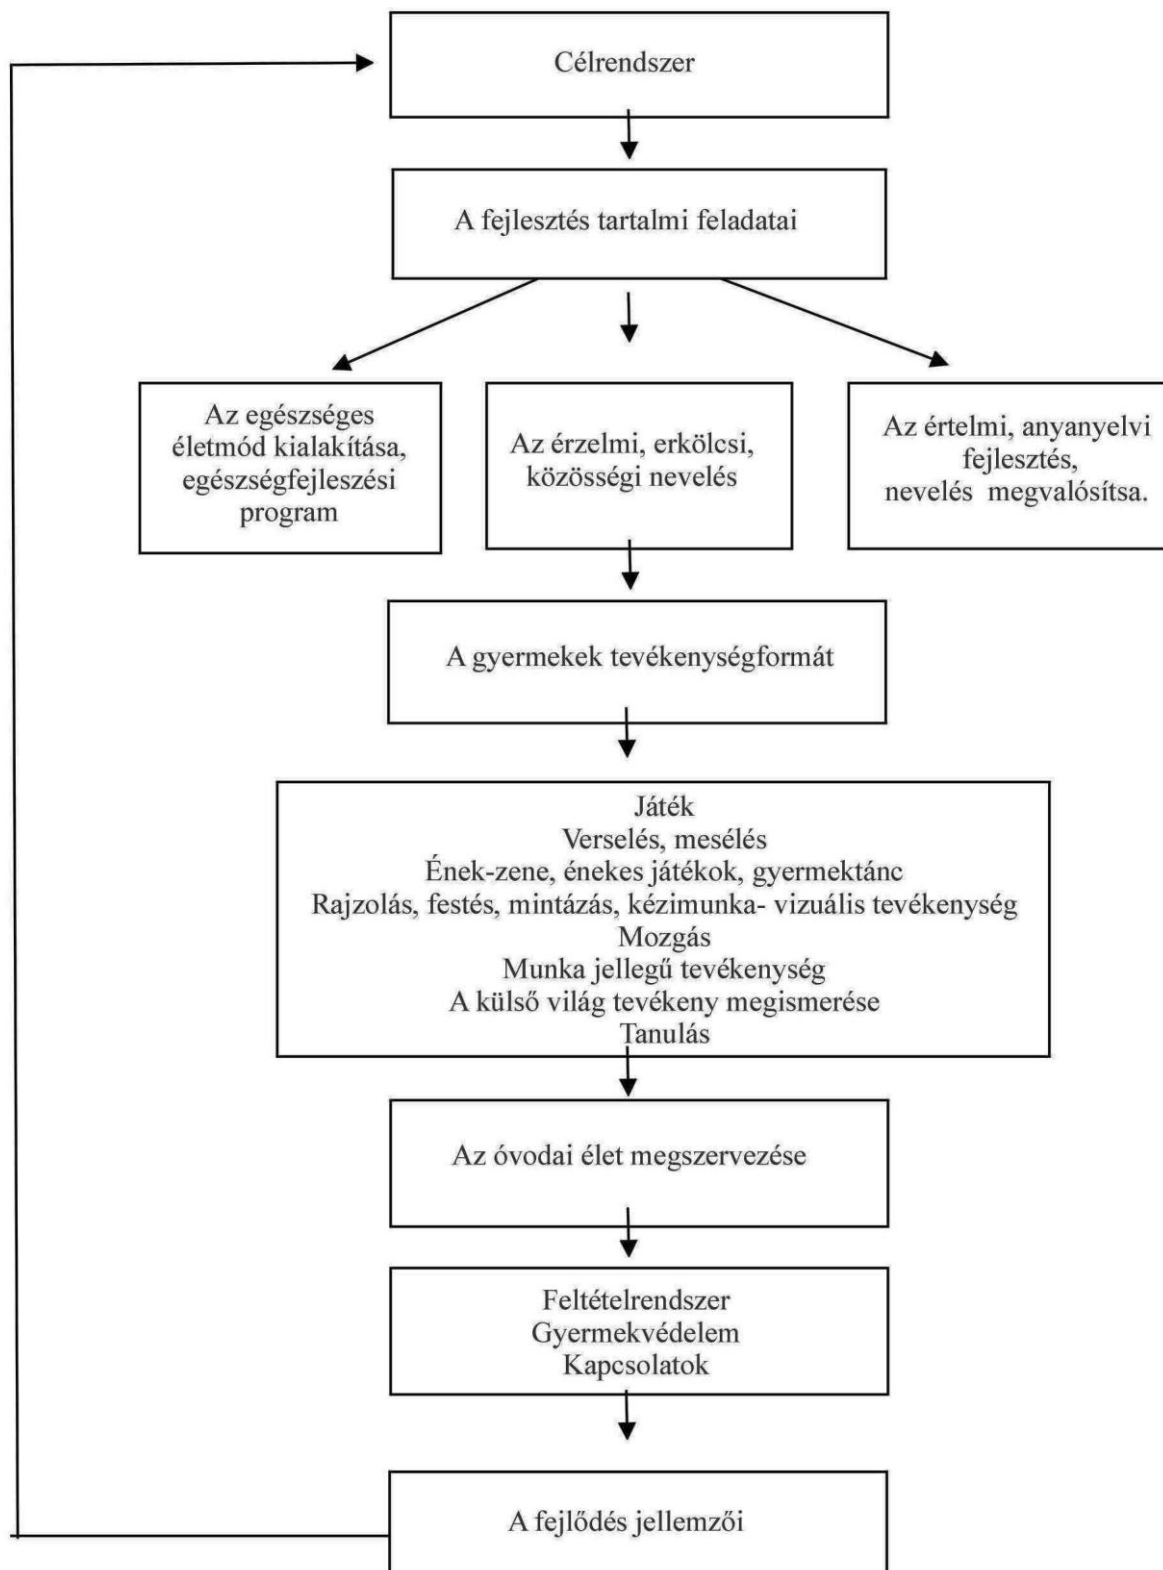 Célrendszer
A fejlesztés tartalmi feladatai
Az egészséges
életmód kialakítása,
egészségfejleszési
program
Az érzelmi, erkölcsi,
közösségi nevelés
Az értelmi, anyanyelvi
fejlesztés,
nevelés megvalósítsa.
A gyermekek tevékenységformát
Játék
Verselés, mesélés
Ének-zene, énekes játékok, gyermektánc
Rajzolás, festés, mintázás, kézimunka- vizuális tevékenység
Mozgás
Munka jellegű tevékenység
A külső világ tevékeny megismerése
Tanulás
Az óvodai élet megszervezése
Feltételrendszer
Gyermekvédelem
Kapcsolatok
A fejlődés jellemzői